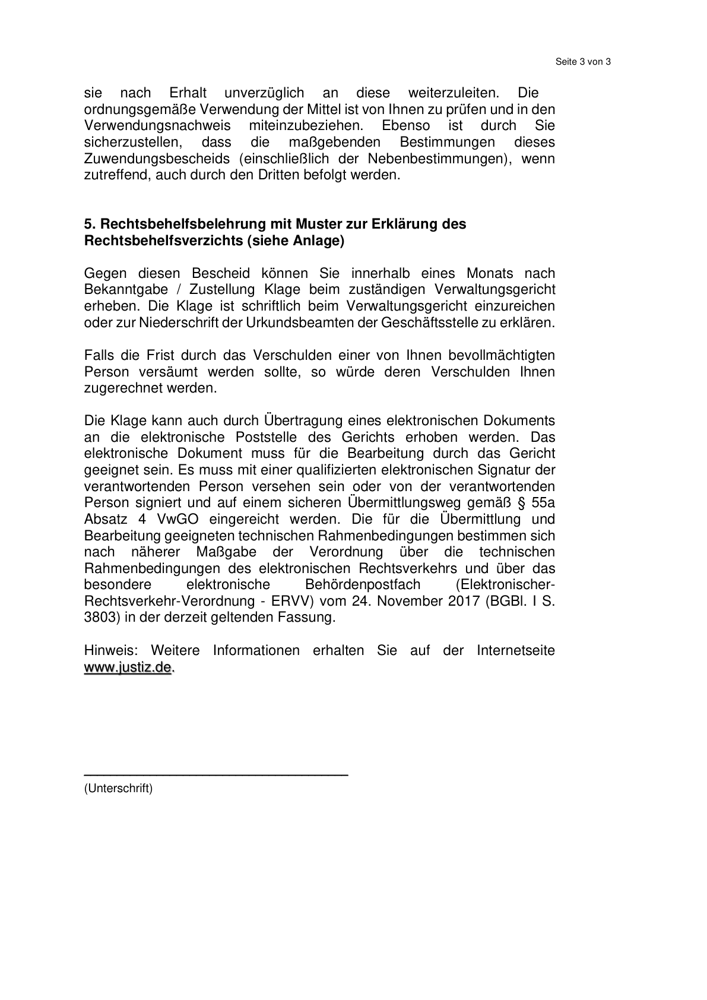 Seite 3 von 3
sie nach Erhalt unverzüglich an diese weiterzuleiten. Die
ordnungsgemäße Verwendung der Mittel ist von Ihnen zu prüfen und in den
Verwendungsnachweis miteinzubeziehen. Ebenso ist durch Sie
sicherzustellen, dass die maßgebenden Bestimmungen dieses
Zuwendungsbescheids (einschließlich der Nebenbestimmungen), wenn
zutreffend, auch durch den Dritten befolgt werden.
5. Rechtsbehelfsbelehrung mit Muster zur Erklärung des
Rechtsbehelfsverzichts (siehe Anlage)
Gegen diesen Bescheid können Sie innerhalb eines Monats nach
Bekanntgabe / Zustellung Klage beim zuständigen Verwaltungsgericht
erheben. Die Klage ist schriftlich beim Verwaltungsgericht einzureichen
oder zur Niederschrift der Urkundsbeamten der Geschäftsstelle zu erklären.
Falls die Frist durch das Verschulden einer von Ihnen bevollmächtigten
Person versäumt werden sollte, so würde deren Verschulden Ihnen
zugerechnet werden.
Die Klage kann auch durch Übertragung eines elektronischen Dokuments
an die elektronische Poststelle des Gerichts erhoben werden. Das
elektronische Dokument muss für die Bearbeitung durch das Gericht
geeignet sein. Es muss mit einer qualifizierten elektronischen Signatur der
verantwortenden Person versehen sein oder von der verantwortenden
Person signiert und auf einem sicheren Übermittlungsweg gemäß § 55a
Absatz 4 VwGO eingereicht werden. Die für die Übermittlung und
Bearbeitung geeigneten technischen Rahmenbedingungen bestimmen sich
nach näherer Maßgabe der Verordnung über die technischen
Rahmenbedingungen des elektronischen Rechtsverkehrs und über das
besondere elektronische Behördenpostfach (Elektronischer-
Rechtsverkehr-Verordnung - ERVV) vom 24. November 2017 (BGBl. I S.
3803) in der derzeit geltenden Fassung.
Hinweis: Weitere Informationen erhalten Sie auf der Internetseite
www.justiz.de.
(Unterschrift)